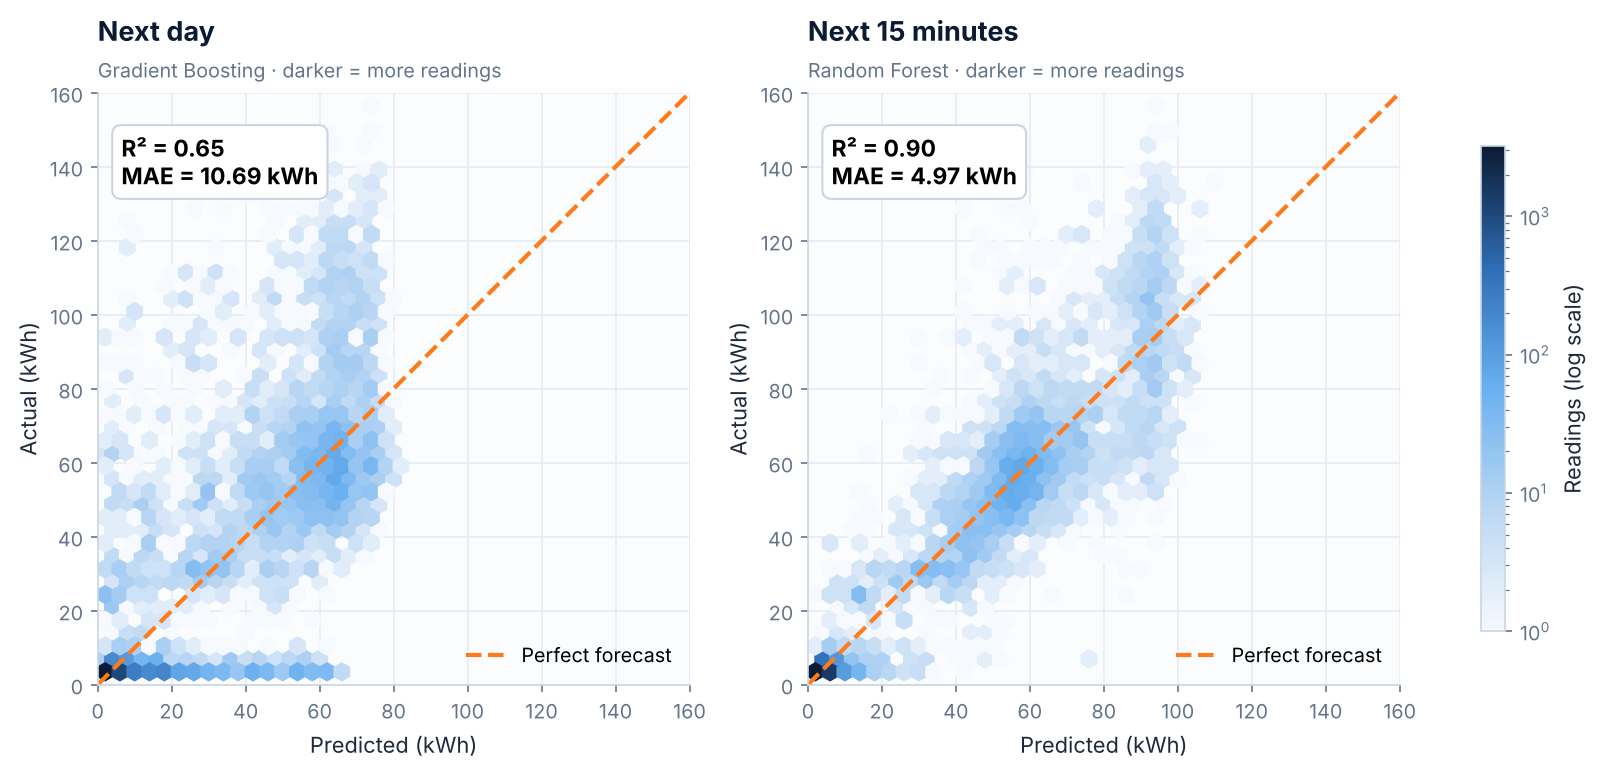 Next day
Gradient Boosting · darker = more readings
160
140
120
100
80
60
40
20
0
Actual (kWh)
R² = 0.65
MAE = 10.69 kWh
Perfect forecast
0 20 40 60 80 100 120 140 160
Predicted (kWh)
Next 15 minutes
Random Forest · darker = more readings
160
140
120
100
80
60
40
20
0
Actual (kWh)
R² = 0.90
MAE = 4.97 kWh
Perfect forecast
0 20 40 60 80 100 120 140 160
Predicted (kWh)
10³
10²
10¹
10⁰
Readings (log scale)